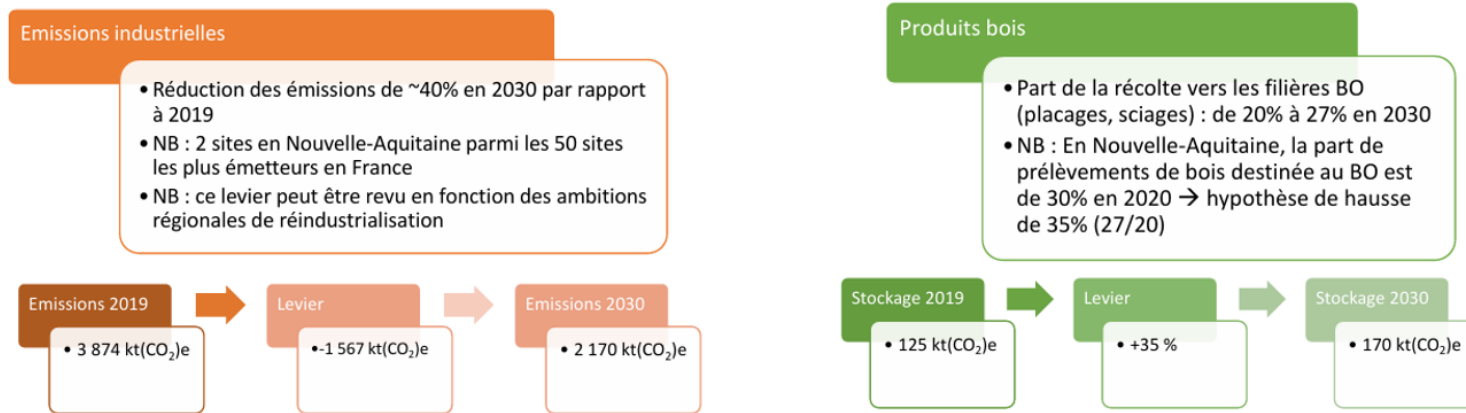 Emissions industrielles
• Réduction des émissions de ~40% en 2030 par rapport
à 2019
• NB : 2 sites en Nouvelle-Aquitaine parmi les 50 sites
les plus émetteurs en France
• NB : ce levier peut être revu en fonction des ambitions
régionales de réindustrialisation
Emissions 2019
• 3 874 kt(CO₂)e
Levier
•-1 567 kt(CO₂)e
Emissions 2030
• 2 170 kt(CO₂)e
Produits bois
• Part de la récolte vers les filières BO
(placages, sciages) : de 20% à 27% en 2030
• NB : En Nouvelle-Aquitaine, la part de
prélèvements de bois destinée au BO est
de 30% en 2020 → hypothèse de hausse
de 35% (27/20)
Stockage 2019
• 125 kt(CO₂)e
Levier
• +35 %
Stockage 2030
• 170 kt(CO₂)e